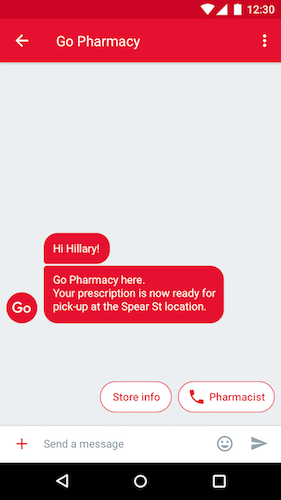 12:30
Go Pharmacy
Hi Hillary!
Go Pharmacy here.
Your prescription is now ready for
pick-up at the Spear St location.
Go
Store info
Pharmacist
Send a message